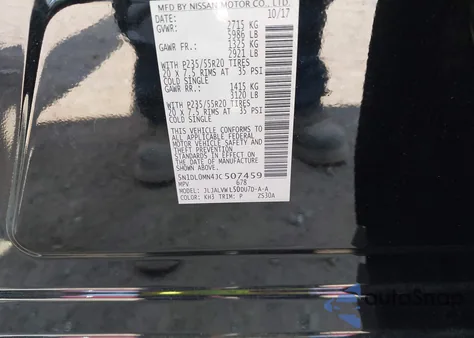 MFD BY NISSAN MOTOR CO., LTD.
DATE: 10/17
GVWR: 2715 KG
5986 LB
GAWR FR.: 1325 KG
2921 LB
WITH P235/55R20 TIRES
20 x 7.5 RIMS AT 35 PSI
COLD SINGLE
GAWR RR.: 1415 KG
3120 LB
WITH P235/55R20 TIRES
20 x 7.5 RIMS AT 35 PSI
COLD SINGLE
THIS VEHICLE CONFORMS TO
ALL APPLICABLE FEDERAL
MOTOR VEHICLE SAFETY
STANDARDS IN EFFECT ON
THE DATE OF MANUFACTURE
SHOWN ABOVE.
5N1DL0MN4JC507459
MPV 678
MODEL: JLJALVWL50UU7D-A-A
COLOR: KH3 TRIM: P 2S30A
AutoSnap